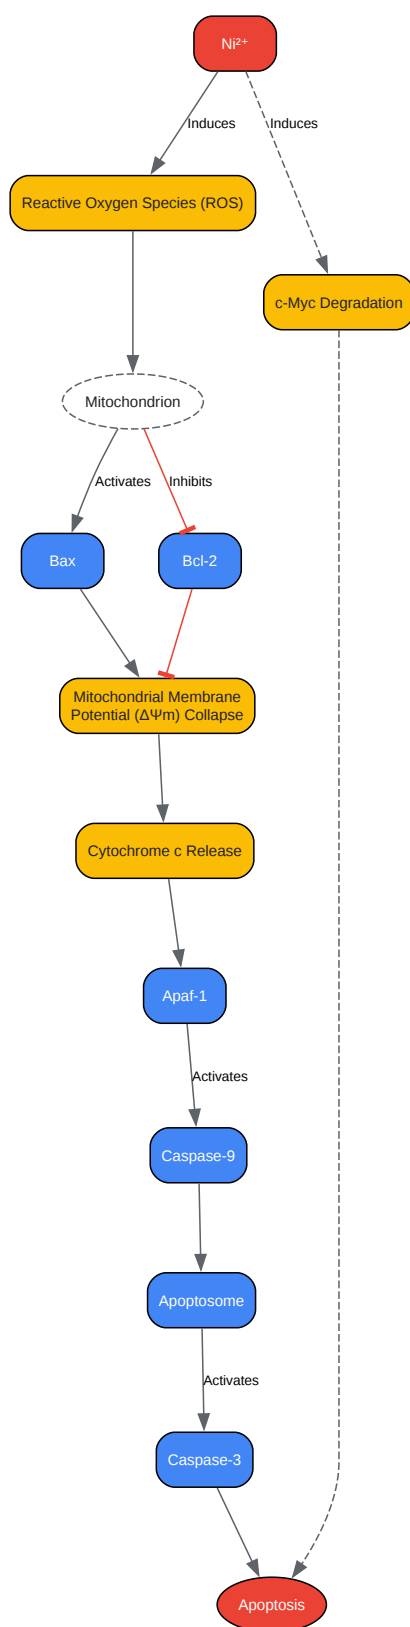 Ni²⁺
Induces
Induces
Reactive Oxygen Species (ROS)
c-Myc Degradation
Mitochondrion
Activates
Inhibits
Bax
Bcl-2
Mitochondrial Membrane
Potential (ΔΨm) Collapse
Cytochrome c Release
Apaf-1
Activates
Caspase-9
Apoptosome
Activates
Caspase-3
Apoptosis